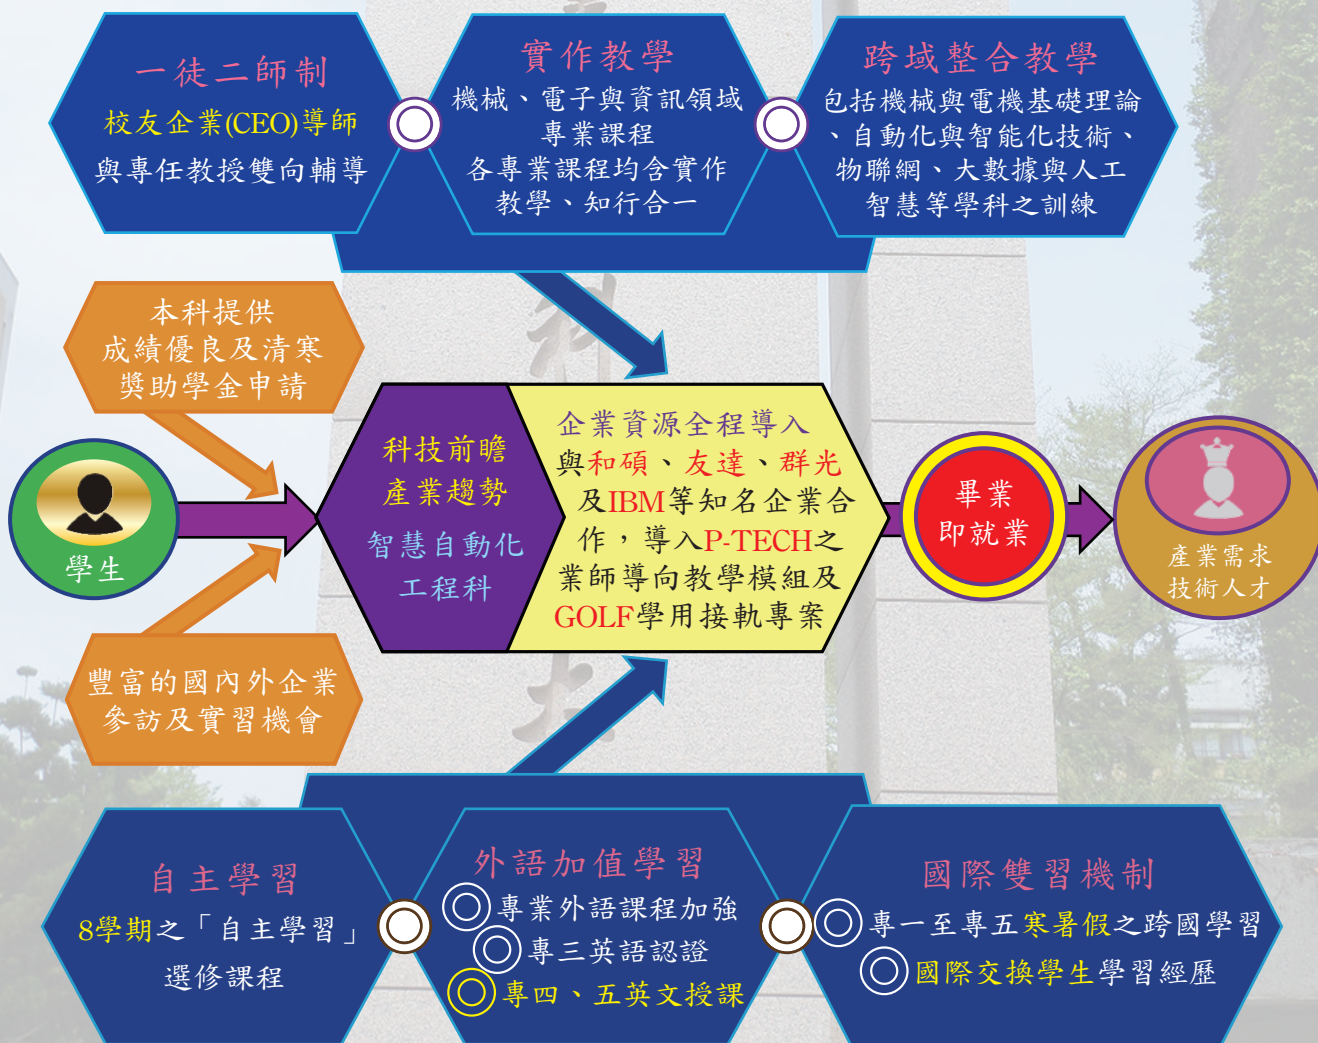 一徒二師制
校友企業(CEO)導師
與專任教授雙向輔導
實作教學
機械、電子與資訊領域
專業課程
各專業課程均含實作
教學、知行合一
跨域整合教學
包括機械與電機基礎理論
、自動化與智能化技術、
物聯網、大數據與人工
智慧等學科之訓練
本科提供
成績優良及清寒
獎助學金申請
學生
豐富的國內外企業
參訪及實習機會
科技前瞻
產業趨勢
智慧自動化
工程科
企業資源全程導入
與和碩、友達、群光
及IBM等知名企業合
作，導入P-TECH之
業師導向教學模組及
GOLF學用接軌專案
畢業
即就業
產業需求
技術人才
自主學習
8學期之「自主學習」
選修課程
外語加值學習
◎專業外語課程加強
◎專三英語認證
◎專四、五英文授課
國際雙習機制
◎專一至專五寒暑假之跨國學習
◎國際交換學生學習經歷